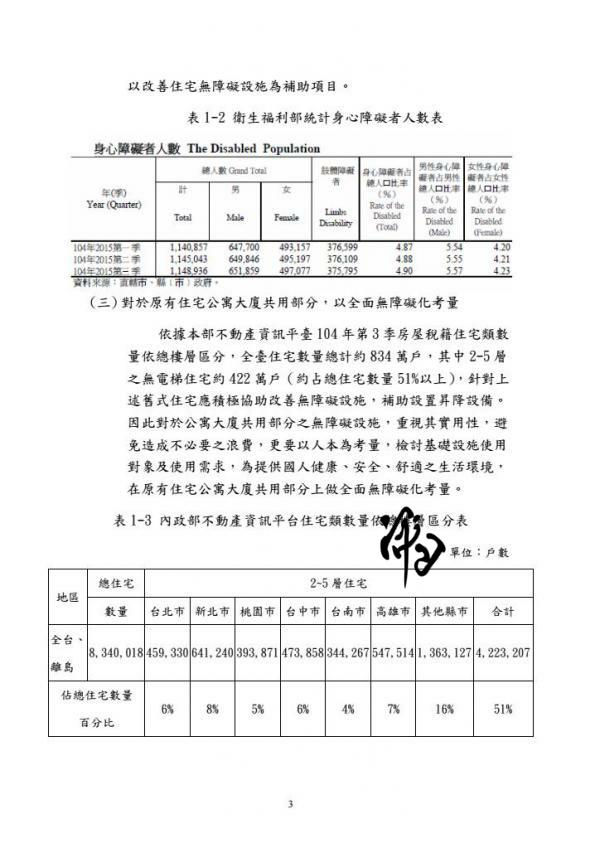 以改善住宅無障礙設施為補助項目。
表 1-2 衛生福利部統計身心障礙者人數表
身心障礙者人數 The Disabled Population
年(季) Year (Quarter) 總人數 Grand Total 肢體障礙者 Limbs Disability 身心障礙者占總人口比率（%） Rate of the Disabled (Total) 男性身心障礙者占男性總人口比率（%） Rate of the Disabled (Male) 女性身心障礙者占女性總人口比率（%） Rate of the Disabled (Female)
計 Total 男 Male 女 Female
104年2015第一季 1,140,857 647,700 493,157 376,599 4.87 5.54 4.20
104年2015第二季 1,145,043 649,846 495,197 376,109 4.88 5.55 4.21
104年2015第三季 1,148,936 651,859 497,077 375,795 4.90 5.57 4.23
資料來源：直轄市、縣（市）政府。
(三)對於原有住宅公寓大廈共用部分，以全面無障礙化考量
依據本部不動產資訊平臺 104 年第 3 季房屋稅籍住宅類數
量依總樓層區分，全臺住宅數量總計約 834 萬戶，其中 2-5 層
之無電梯住宅約 422 萬戶（約占總住宅數量 51%以上)，針對上
述舊式住宅應積極協助改善無障礙設施，補助設置昇降設備。
因此對於公寓大廈共用部分之無障礙設施，重視其實用性，避
免造成不必要之浪費，更要以人本為考量，檢討基礎設施使用
對象及使用需求，為提供國人健康、安全、舒適之生活環境，
在原有住宅公寓大廈共用部分上做全面無障礙化考量。
表 1-3 內政部不動產資訊平台住宅類數量依 層區分表
單位：戶數
地區 總住宅數量 2~5 層住宅
台北市 新北市 桃園市 台中市 台南市 高雄市 其他縣市 合計
全台、離島 8,340,018 459,330 641,240 393,871 473,858 344,267 547,514 1,363,127 4,223,207
佔總住宅數量百分比 6% 8% 5% 6% 4% 7% 16% 51%
3